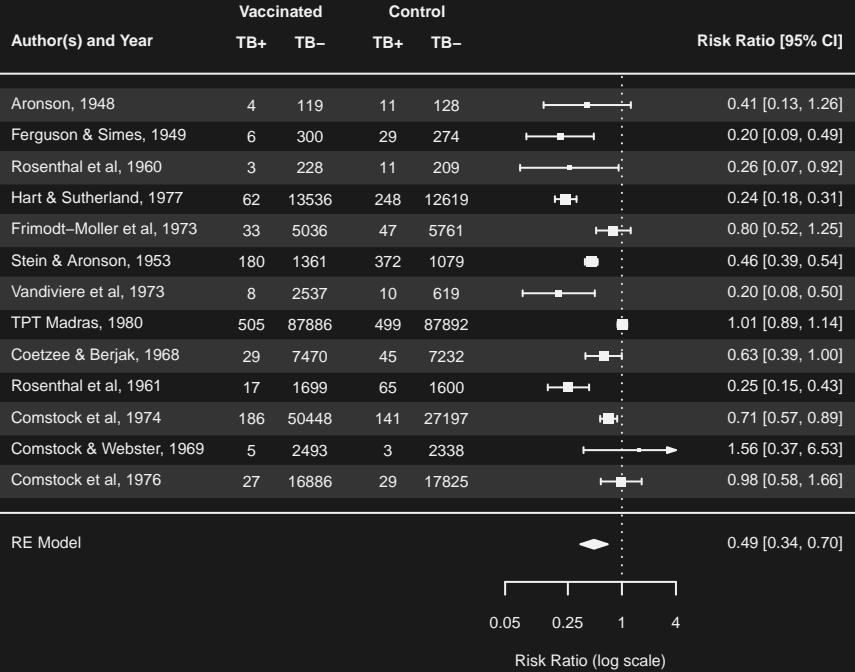 Vaccinated Control
Author(s) and Year TB+ TB− TB+ TB− Risk Ratio [95% CI]
Aronson, 1948 4 119 11 128 0.41 [0.13, 1.26]
Ferguson & Simes, 1949 6 300 29 274 0.20 [0.09, 0.49]
Rosenthal et al, 1960 3 228 11 209 0.26 [0.07, 0.92]
Hart & Sutherland, 1977 62 13536 248 12619 0.24 [0.18, 0.31]
Frimodt−Moller et al, 1973 33 5036 47 5761 0.80 [0.52, 1.25]
Stein & Aronson, 1953 180 1361 372 1079 0.46 [0.39, 0.54]
Vandiviere et al, 1973 8 2537 10 619 0.20 [0.08, 0.50]
TPT Madras, 1980 505 87886 499 87892 1.01 [0.89, 1.14]
Coetzee & Berjak, 1968 29 7470 45 7232 0.63 [0.39, 1.00]
Rosenthal et al, 1961 17 1699 65 1600 0.25 [0.15, 0.43]
Comstock et al, 1974 186 50448 141 27197 0.71 [0.57, 0.89]
Comstock & Webster, 1969 5 2493 3 2338 1.56 [0.37, 6.53]
Comstock et al, 1976 27 16886 29 17825 0.98 [0.58, 1.66]
RE Model 0.49 [0.34, 0.70]
0.05 0.25 1 4
Risk Ratio (log scale)